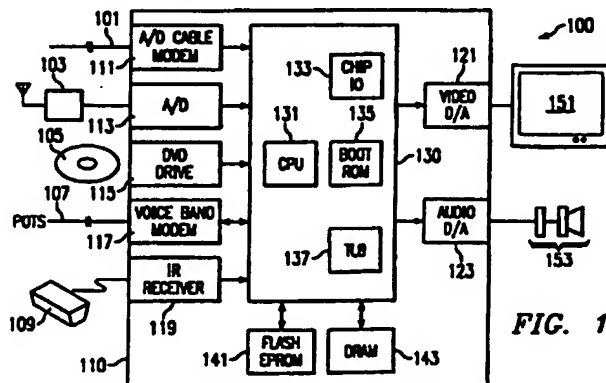 101
A/D CABLE
MODEM
111
133
CHIP
IO
121
100
103
A/D
113
VIDEO
D/A
151
105
131
135
CPU
BOOT
ROM
130
DVD
DRIVE
115
107
POTS
VOICE BAND
MODEM
117
AUDIO
D/A
123
153
137
TLB
IR
RECEIVER
119
109
110
141
FLASH
EPROM
DRAM
143
FIG. 1